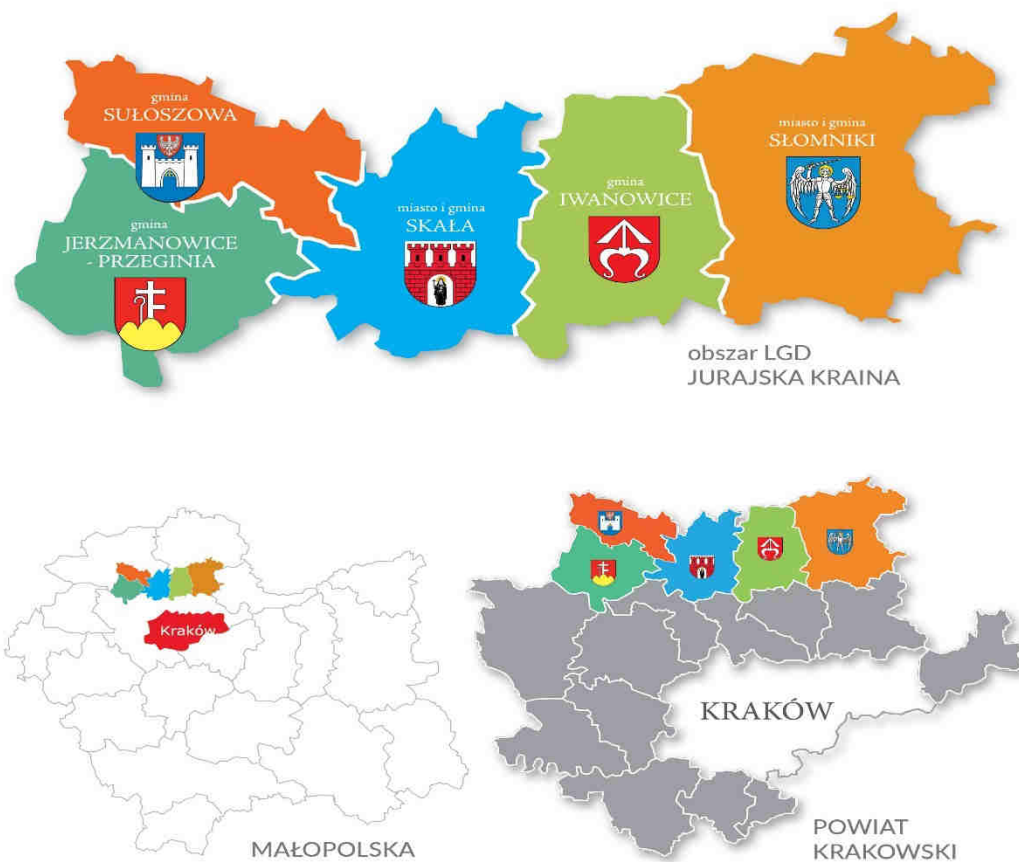 gmina
SUŁOSZOWA
gmina
JERZMANOWICE
- PRZEGINIA
miasto i gmina
SKAŁA
gmina
IWANOWICE
miasto i gmina
SŁOMNIKI
obszar LGD
JURAJSKA KRAINA
Kraków
MAŁOPOLSKA
KRAKÓW
POWIAT
KRAKOWSKI